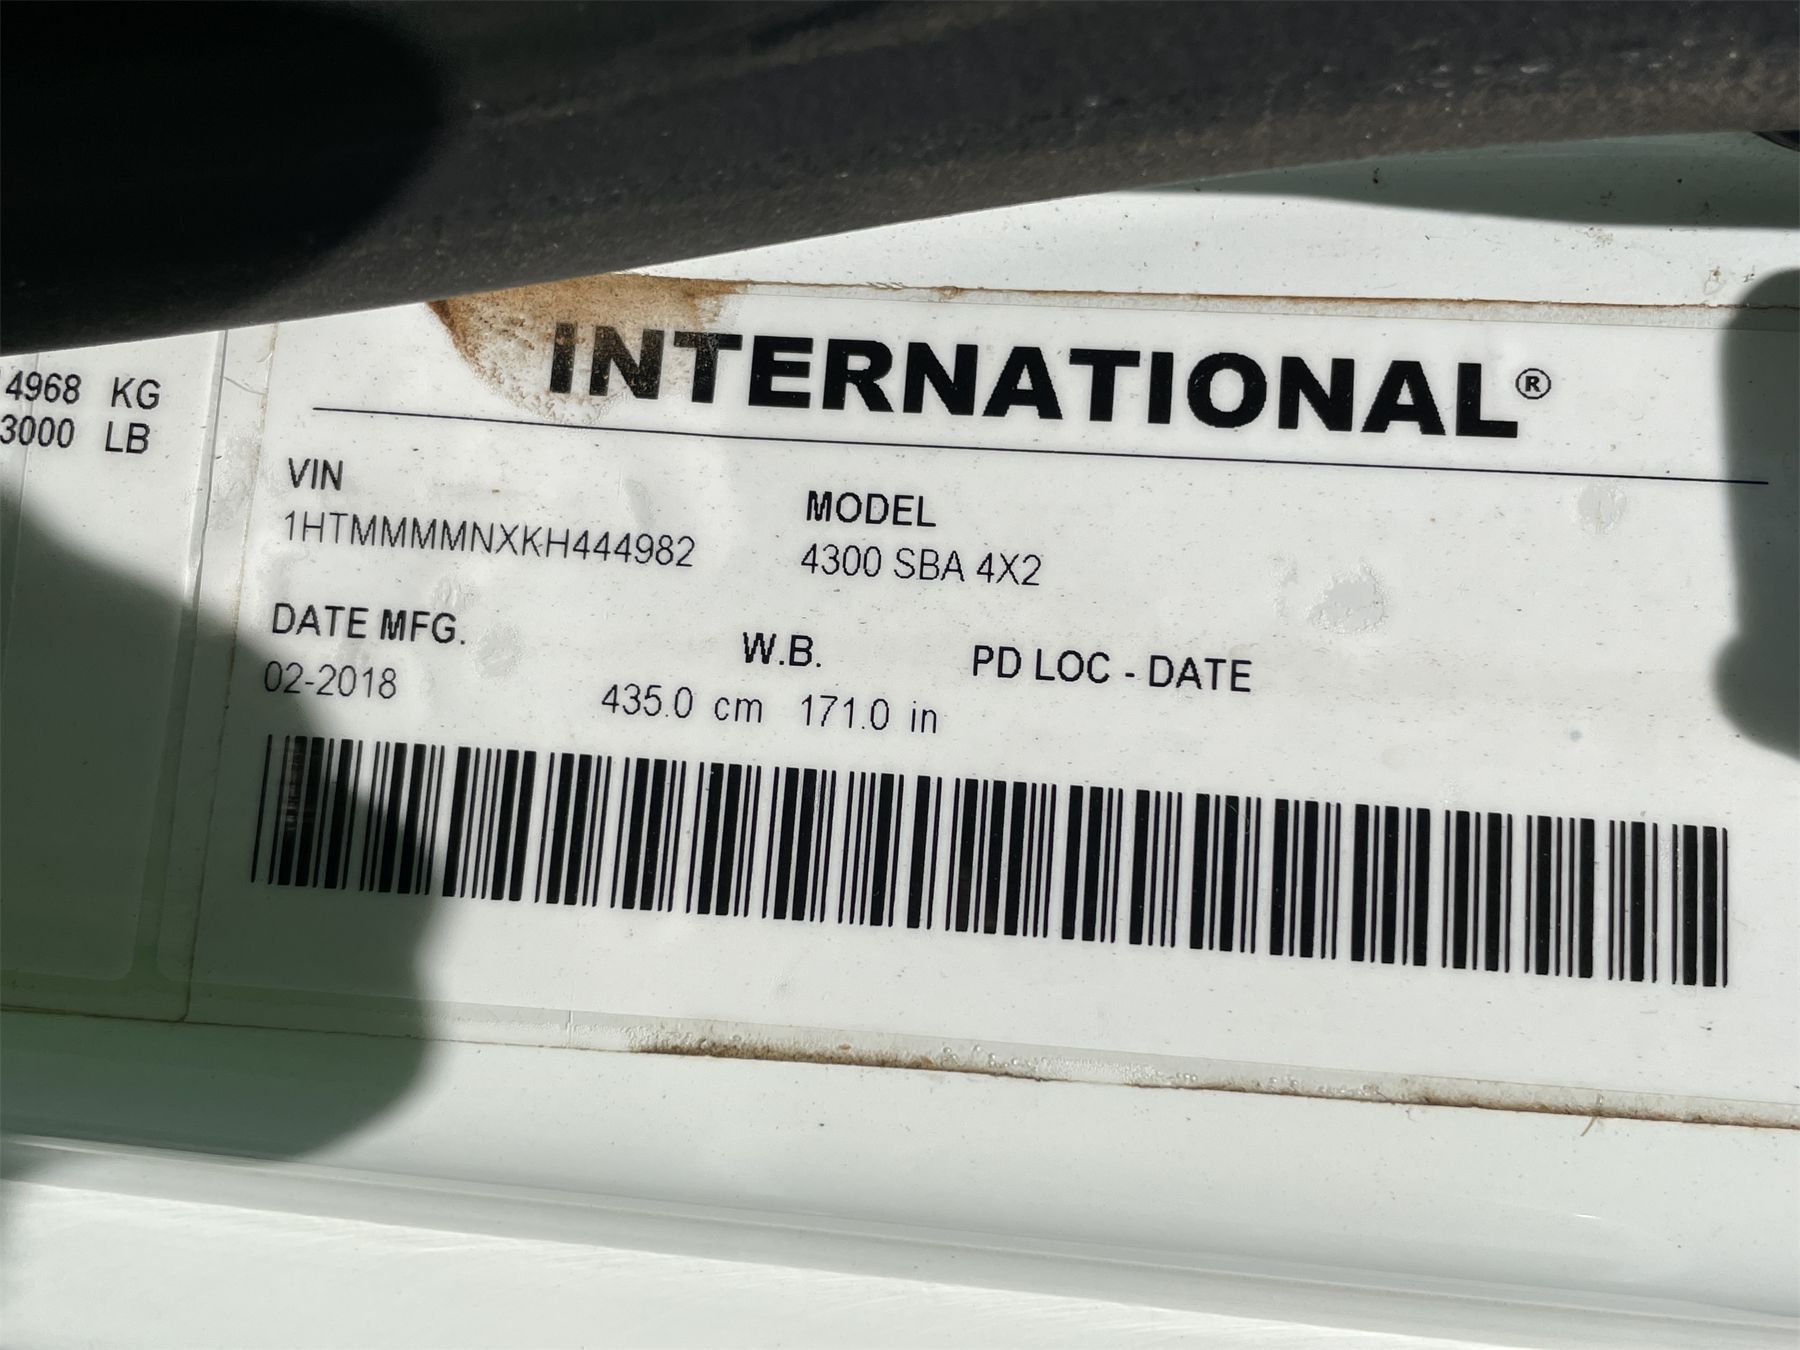 4968 KG
3000 LB
INTERNATIONAL®
VIN
1HTMMMMNXKH444982
MODEL
4300 SBA 4X2
DATE MFG.
02-2018
W.B.
435.0 cm 171.0 in
PD LOC - DATE